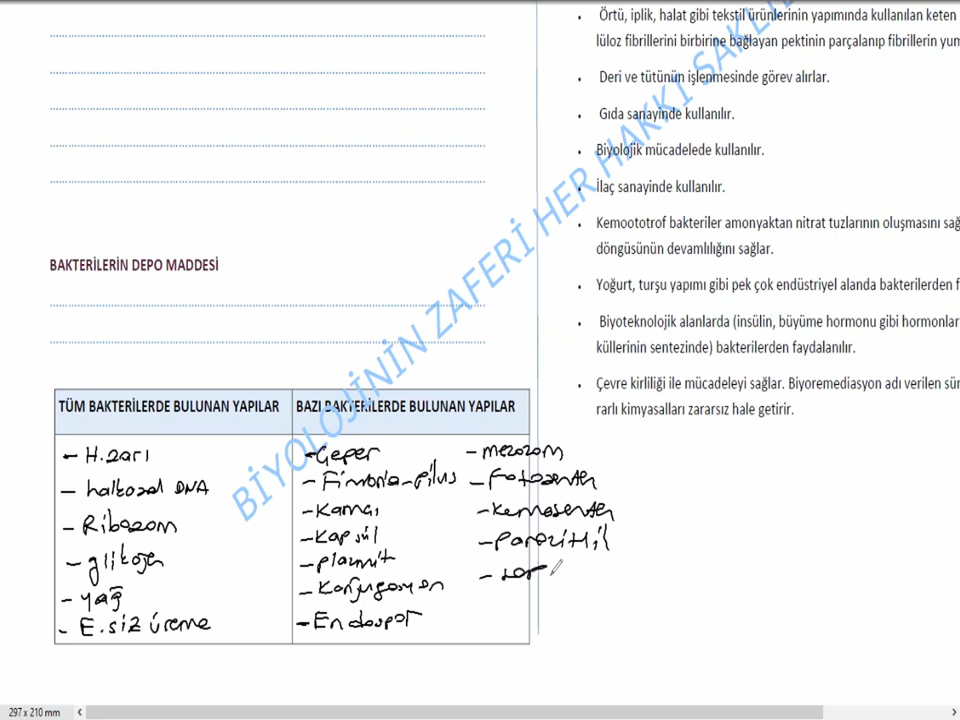 Örtü, iplik, halat gibi tekstil ürünlerinin yapımında kullanılan keten
lüloz fibrillerini birbirine bağlayan pektinin parçalanıp fibrillerin yum
Deri ve tütünün işlenmesinde görev alırlar.
Gıda sanayinde kullanılır.
Biyolojik mücadelede kullanılır.
İlaç sanayinde kullanılır.
Kemoototrof bakteriler amonyaktan nitrat tuzlarının oluşmasını sağ
döngüsünün devamlılığını sağlar.
Yoğurt, turşu yapımı gibi pek çok endüstriyel alanda bakterilerden f
Biyoteknolojik alanlarda (insülin, büyüme hormonu gibi hormonlar
küllerinin sentezinde) bakterilerden faydalanılır.
Çevre kirliliği ile mücadeleyi sağlar. Biyoremediasyon adı verilen sür
rarlı kimyasalları zararsız hale getirir.
BAKTERİLERİN DEPO MADDESİ
BİYOLOJİNİN ZAFERİ HER HAKKI SAKLI
TÜM BAKTERİLERDE BULUNAN YAPILAR
- H.zarı
- halkasal DNA
- Ribozom
- glikojen
- yağ
- E.siz üreme
BAZI BAKTERİLERDE BULUNAN YAPILAR
- Çeper
- Fimbria-pilus
- Kamçı
- Kapsül
- plazmit
- Konjugasyon
- Endospor
- mezozom
- Fotosentez
- Kemosentez
- Parazitlik
297 x 210 mm